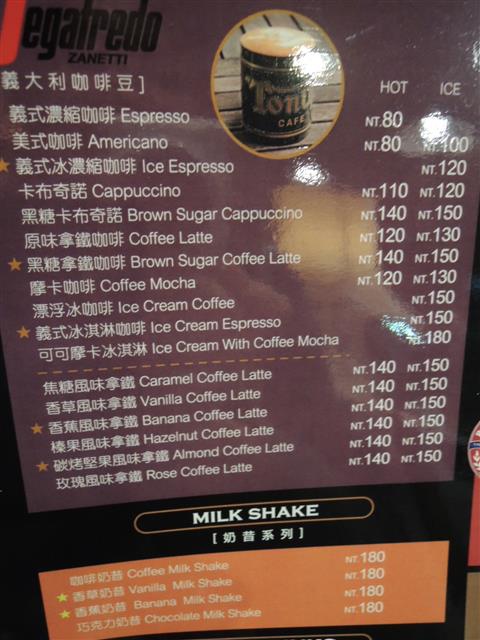 egafredo
ZANETTI
義大利咖啡豆]
Tom
CAFE
HOT ICE
義式濃縮咖啡 Espresso NT.80
美式咖啡 Americano NT.80 NT.100
★ 義式冰濃縮咖啡 Ice Espresso NT.120
卡布奇諾 Cappuccino NT.110 NT.120
黑糖卡布奇諾 Brown Sugar Cappuccino NT.140 NT.150
原味拿鐵咖啡 Coffee Latte NT.120 NT.130
★ 黑糖拿鐵咖啡 Brown Sugar Coffee Latte NT.140 NT.150
摩卡咖啡 Coffee Mocha NT.120 NT.130
漂浮冰咖啡 Ice Cream Coffee NT.150
★ 義式冰淇淋咖啡 Ice Cream Espresso NT.150
可可摩卡冰淇淋 Ice Cream With Coffee Mocha NT.180
焦糖風味拿鐵 Caramel Coffee Latte NT.140 NT.150
香草風味拿鐵 Vanilla Coffee Latte NT.140 NT.150
★ 香蕉風味拿鐵 Banana Coffee Latte NT.140 NT.150
榛果風味拿鐵 Hazelnut Coffee Latte NT.140 NT.150
★ 碳烤堅果風味拿鐵 Almond Coffee Latte NT.140 NT.150
玫瑰風味拿鐵 Rose Coffee Latte NT.140 NT.150
MILK SHAKE
[ 奶昔系列 ]
咖啡奶昔 Coffee Milk Shake NT.180
★ 香草奶昔 Vanilla Milk Shake NT.180
★ 香蕉奶昔 Banana Milk Shake NT.180
巧克力奶昔 Chocolate Milk Shake NT.180